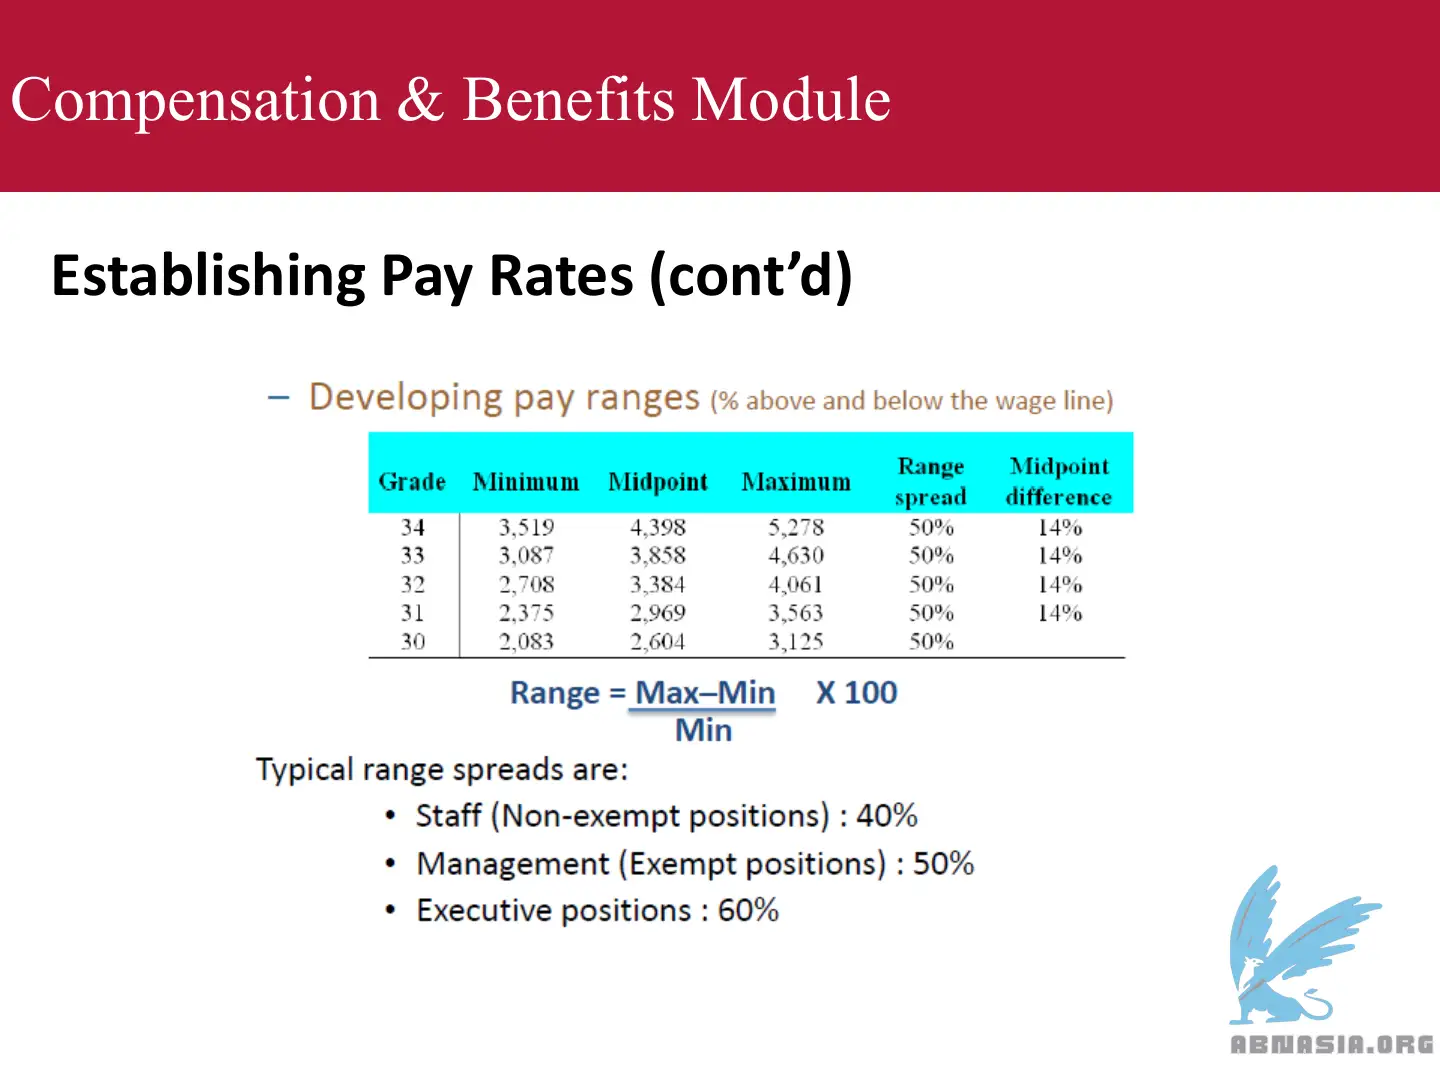 Compensation & Benefits Module
Establishing Pay Rates (cont’d)
– Developing pay ranges (% above and below the wage line)
Grade Minimum Midpoint Maximum Range spread Midpoint difference
34 3,519 4,398 5,278 50% 14%
33 3,087 3,858 4,630 50% 14%
32 2,708 3,384 4,061 50% 14%
31 2,375 2,969 3,563 50% 14%
30 2,083 2,604 3,125 50%
Range = Max–Min X 100
Min
Typical range spreads are:
• Staff (Non-exempt positions) : 40%
• Management (Exempt positions) : 50%
• Executive positions : 60%
ABNASIA.ORG